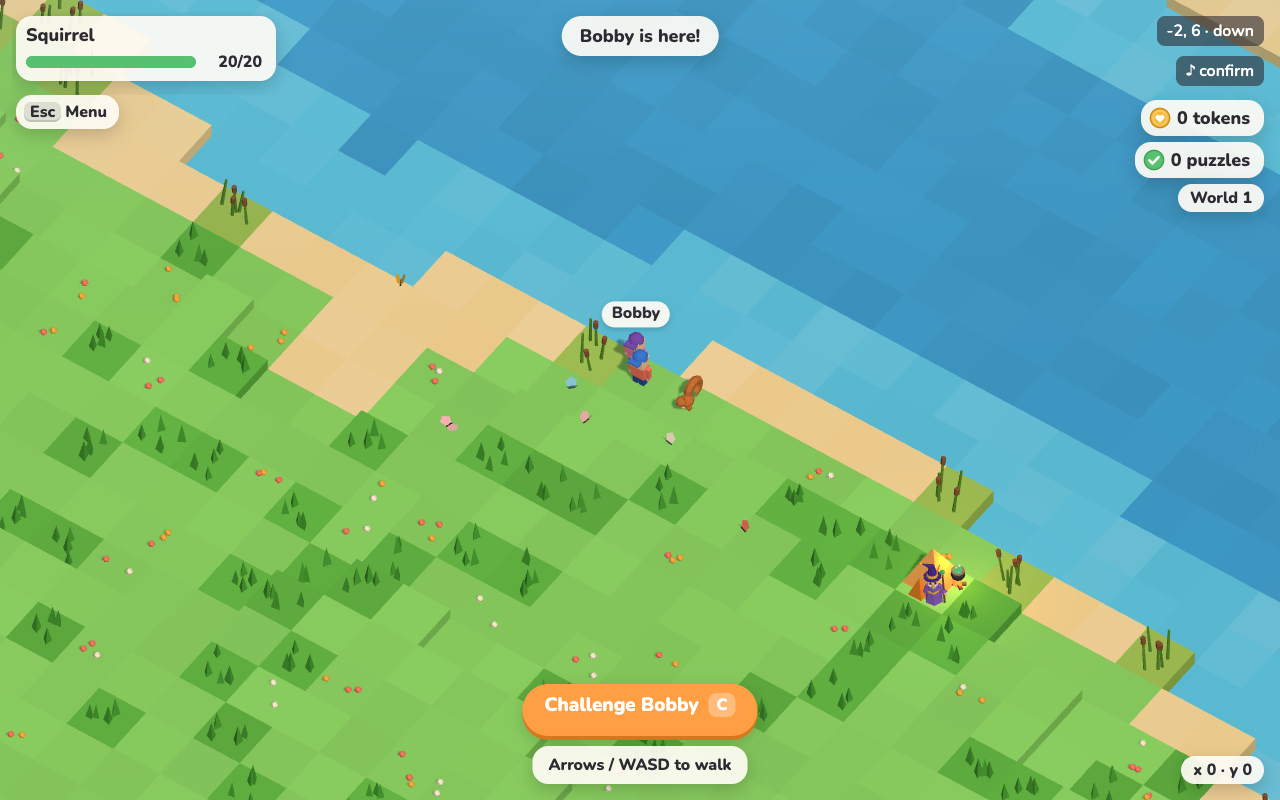 Squirrel
20/20
Esc Menu
Bobby is here!
-2, 6 · down
♪ confirm
0 tokens
0 puzzles
World 1
Bobby
Challenge Bobby C
Arrows / WASD to walk
x 0 · y 0